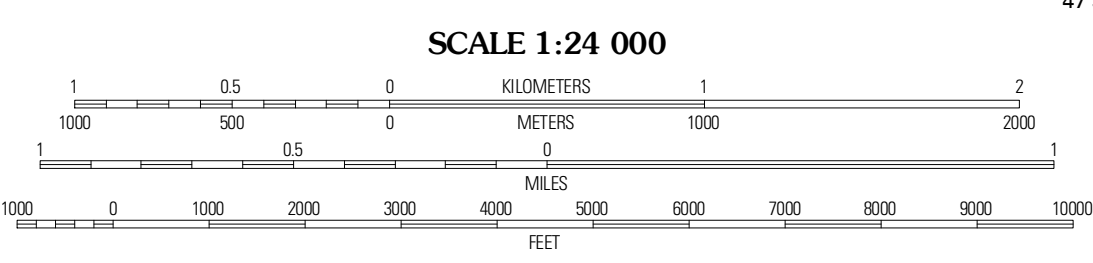 SCALE 1:24 000
1 0.5 0 KILOMETERS 1 2
1000 500 0 METERS 1000 2000
1 0.5 0 1
MILES
1000 0 1000 2000 3000 4000 5000 6000 7000 8000 9000 10000
FEET